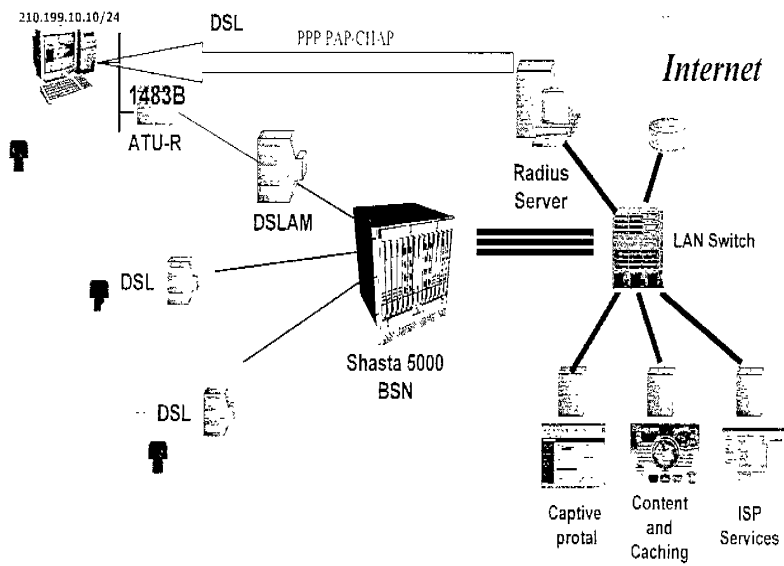 210.199.10.10/24
DSL
PPP PAP-CHAP
Internet
1483B
ATU-R
DSLAM
Radius
Server
LAN Switch
DSL
Shasta 5000
BSN
DSL
Captive
protal
Content
and
Caching
ISP
Services